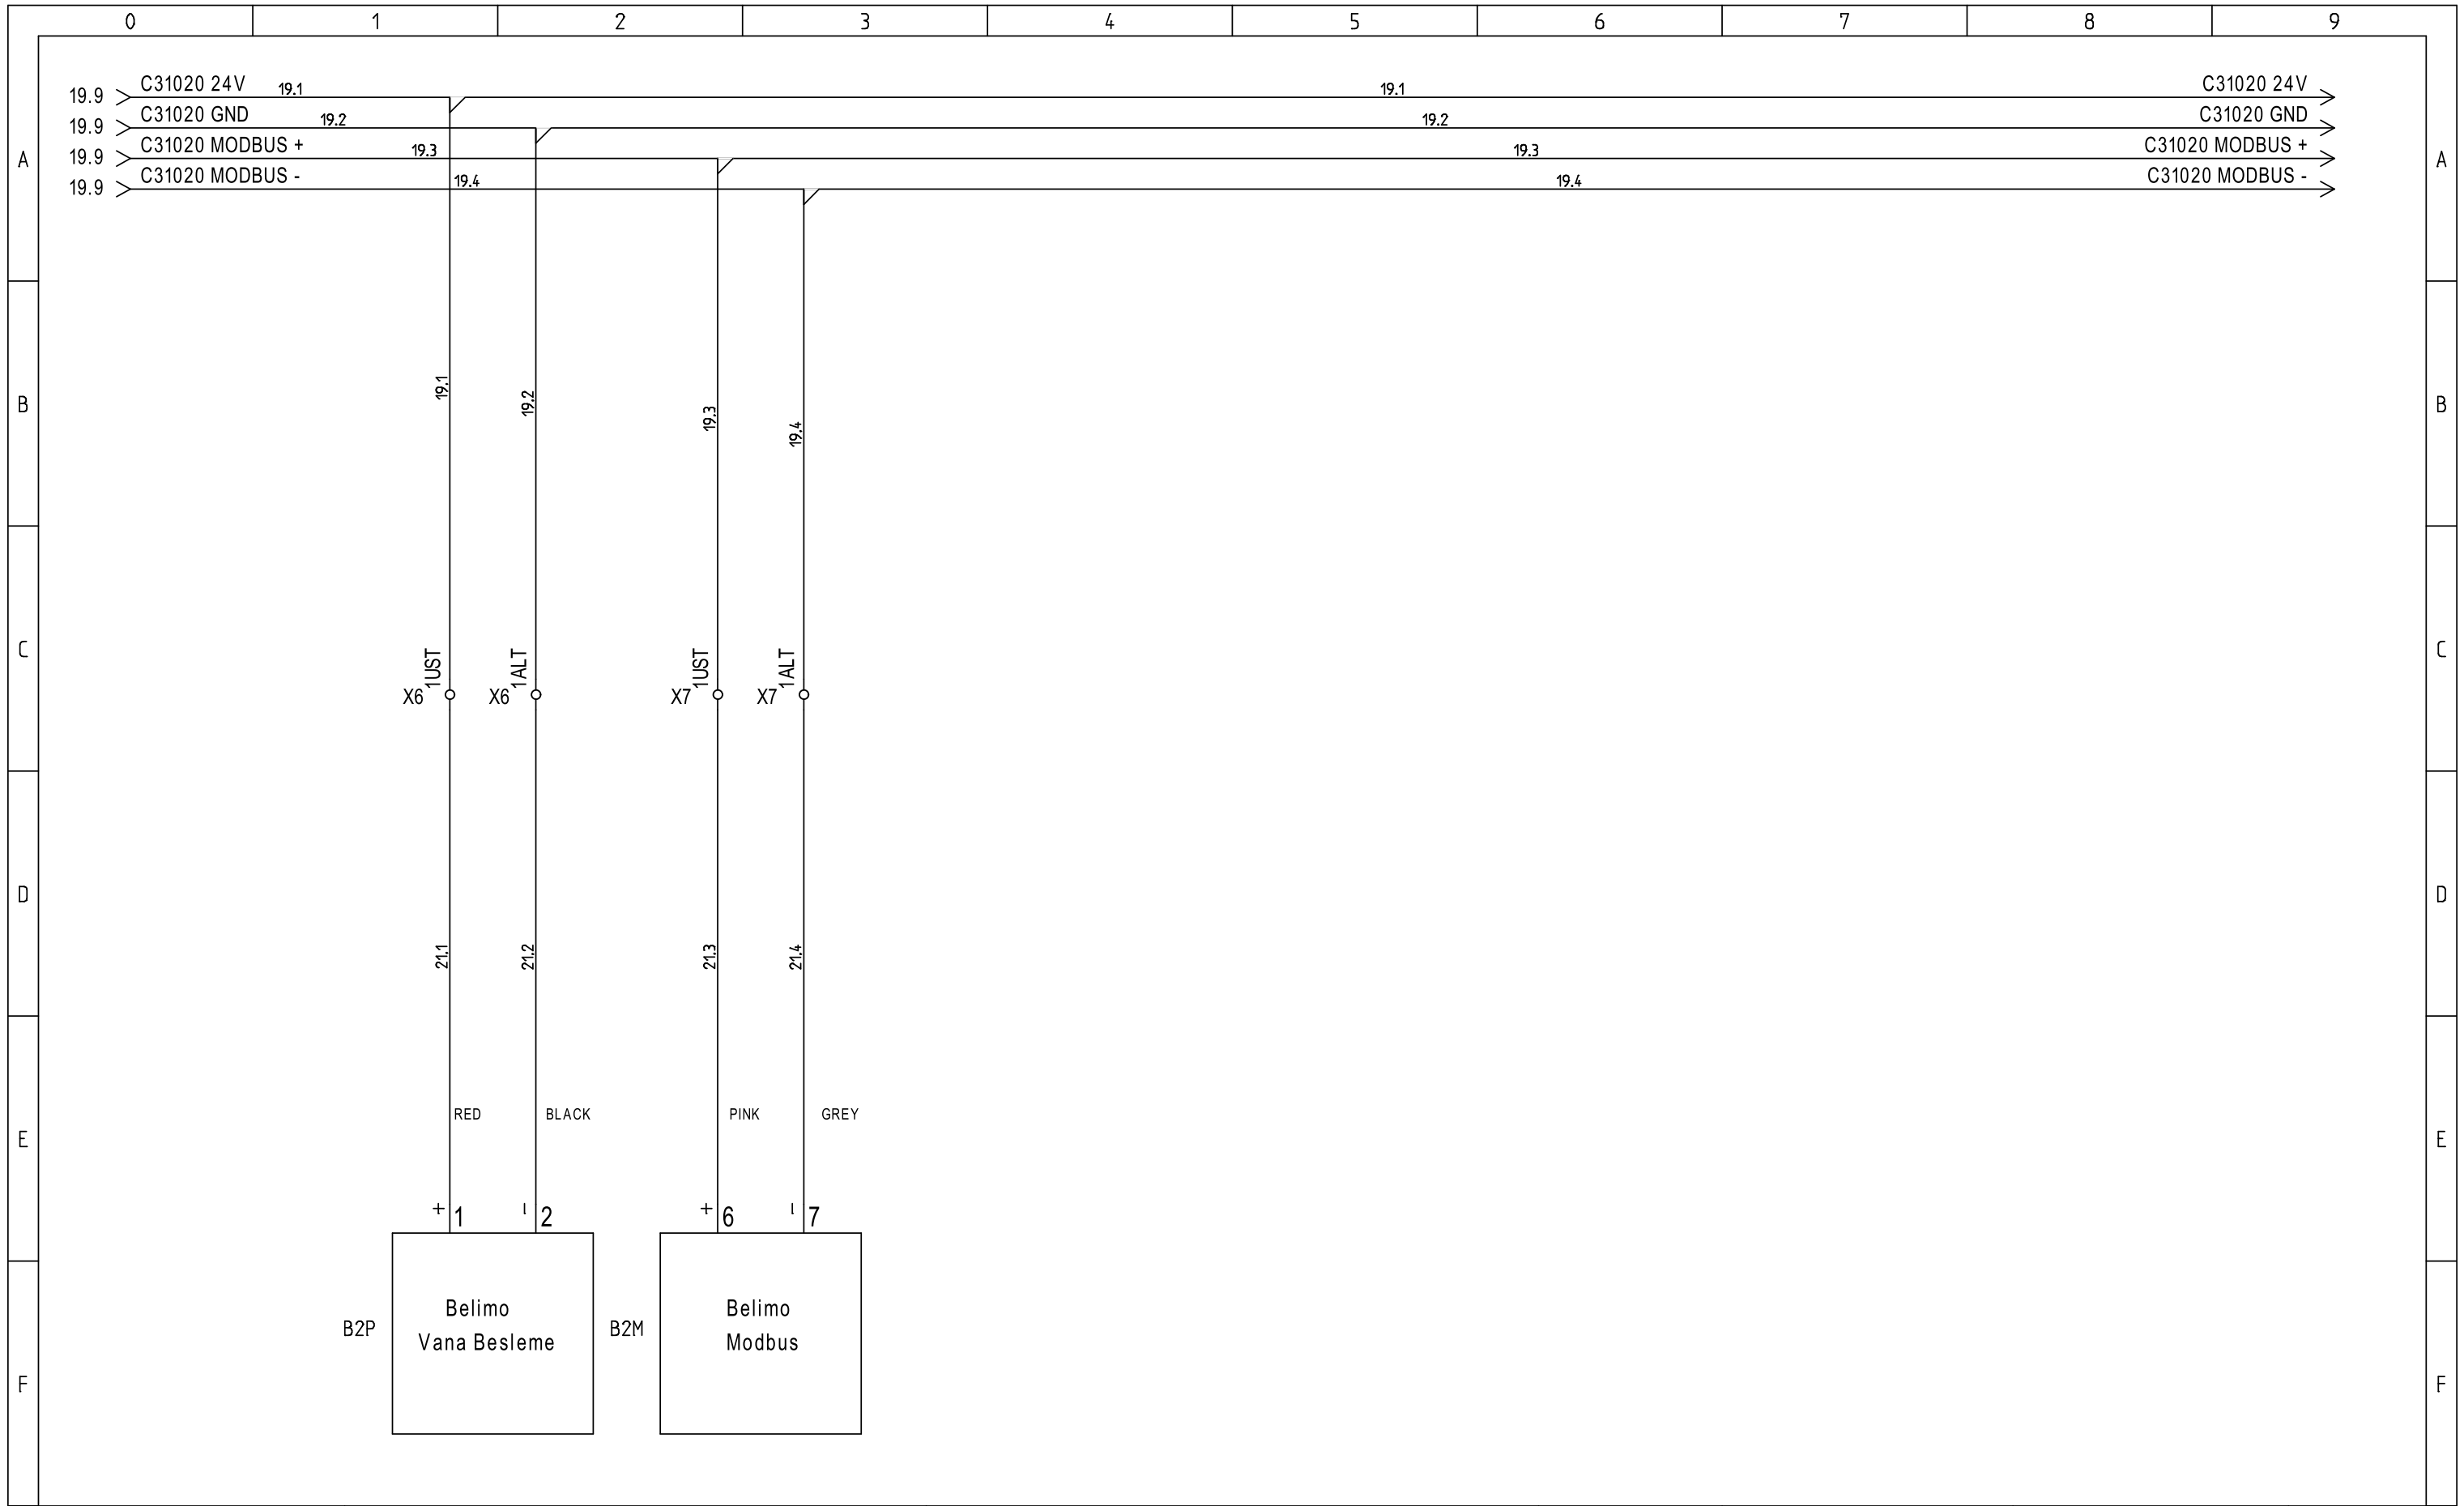 0 1 2 3 4 5 6 7 8 9
19.9 C31020 24V 19.1 19.1 C31020 24V
19.9 C31020 GND 19.2 19.2 C31020 GND
A 19.9 C31020 MODBUS + 19.3 19.3 C31020 MODBUS + A
19.9 C31020 MODBUS - 19.4 19.4 C31020 MODBUS -
B 19.1 19.2 19.3 19.4 B
C 1UST 1ALT 1UST 1ALT C
X6 X6 X7 X7
D D
21.1 21.2 21.3 21.4
RED BLACK PINK GREY
E E
+ 1 - 2 + 6 - 7
Belimo Belimo
B2P Vana Besleme B2M Modbus
F F